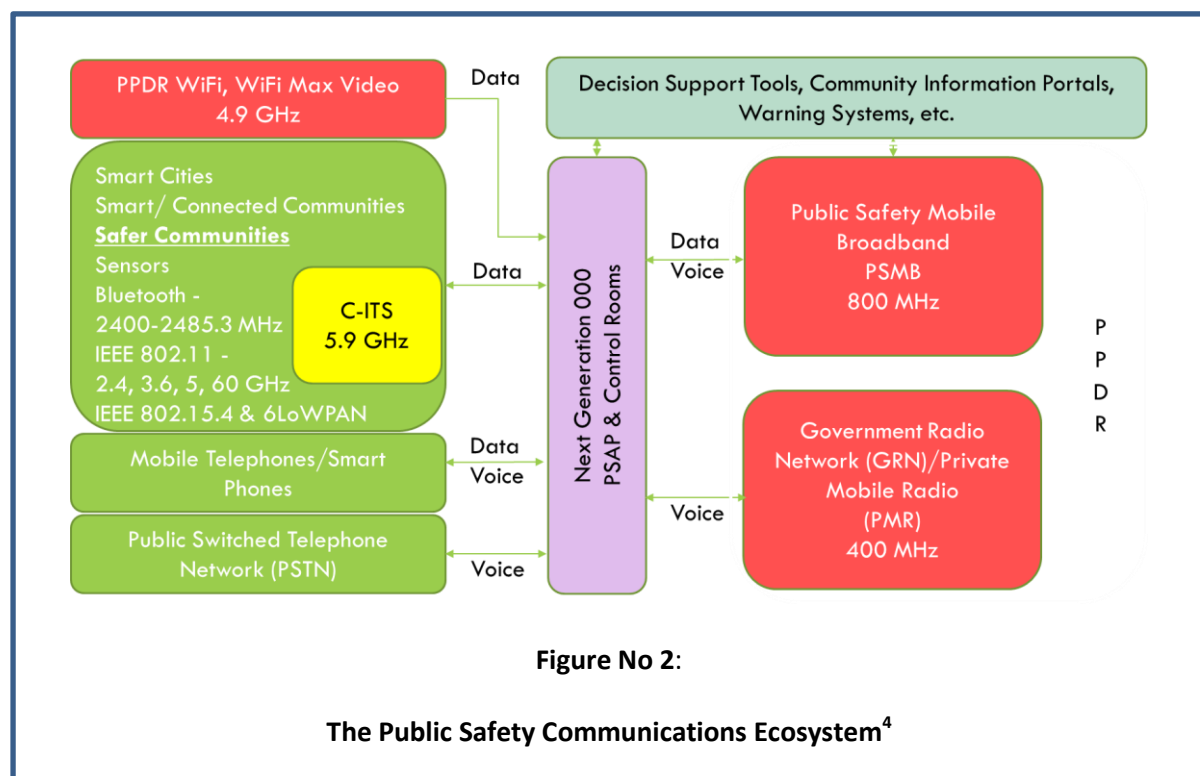 PPDR WiFi, WiFi Max Video
4.9 GHz
Data
Decision Support Tools, Community Information Portals,
Warning Systems, etc.
Smart Cities
Smart/ Connected Communities
Safer Communities
Sensors
Bluetooth -
2400-2485.3 MHz
IEEE 802.11 -
2.4, 3.6, 5, 60 GHz
IEEE 802.15.4 & 6LoWPAN
C-ITS
5.9 GHz
Data
Mobile Telephones/Smart
Phones
Data
Voice
Public Switched Telephone
Network (PSTN)
Voice
Next Generation 000
PSAP & Control Rooms
Data
Voice
Public Safety Mobile
Broadband
PSMB
800 MHz
Voice
Government Radio
Network (GRN)/Private
Mobile Radio
(PMR)
400 MHz
P
P
D
R
Figure No 2:
The Public Safety Communications Ecosystem4